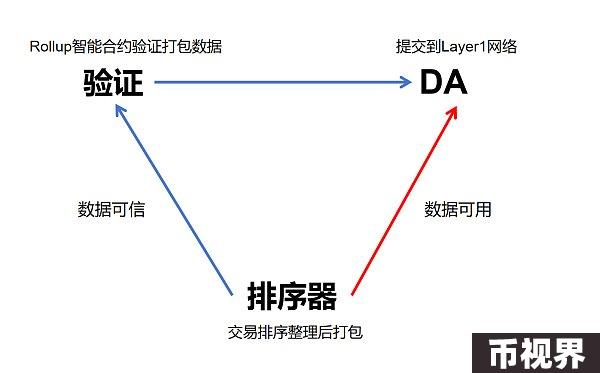 Rollup智能合约验证打包数据
提交到Layer1网络
验证
DA
数据可信
数据可用
排序器
交易排序整理后打包
币视界